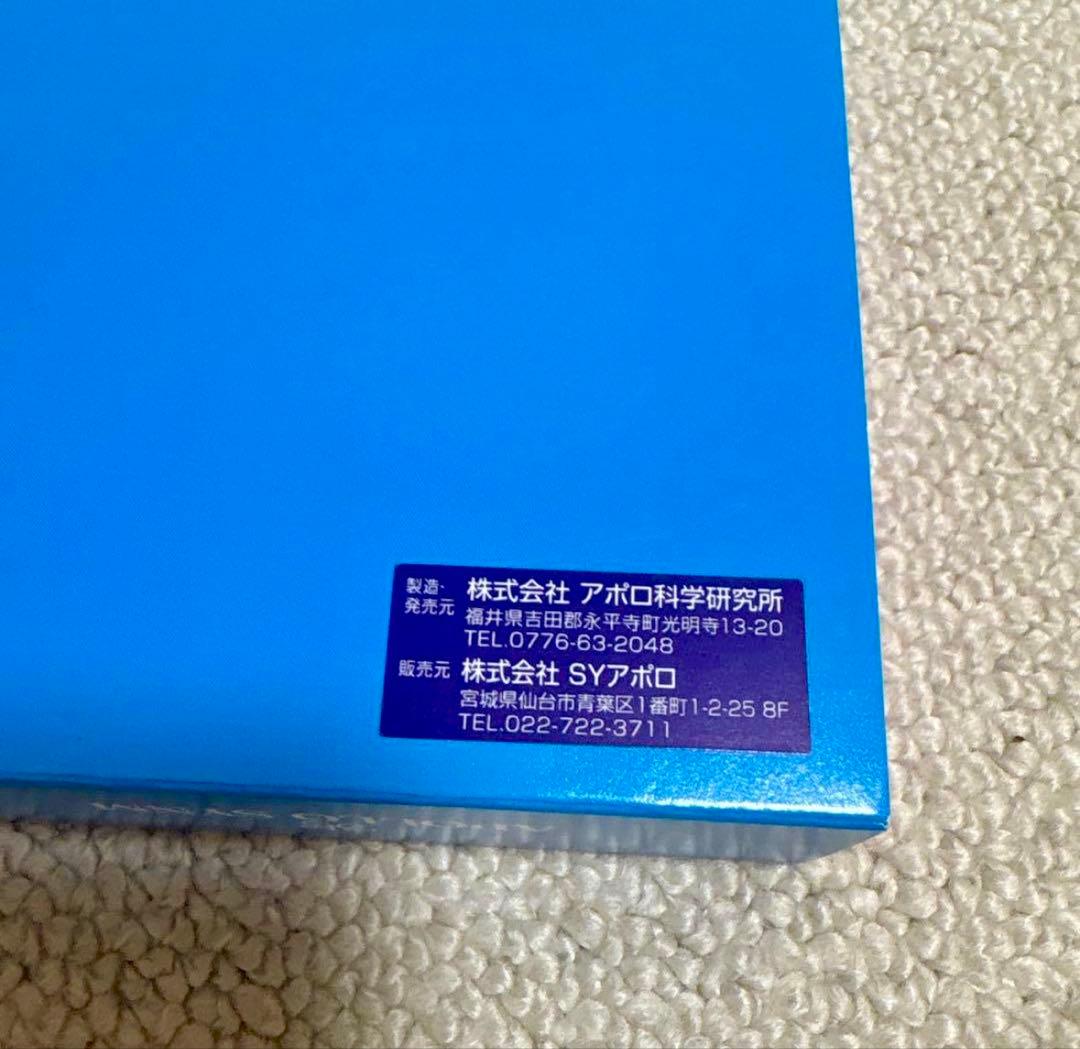 製造・発売元 株式会社 アポロ科学研究所
福井県吉田郡永平寺町光明寺13-20
TEL.0776-63-2048
販売元 株式会社 SYアポロ
宮城県仙台市青葉区1番町1-2-25 8F
TEL.022-722-3711